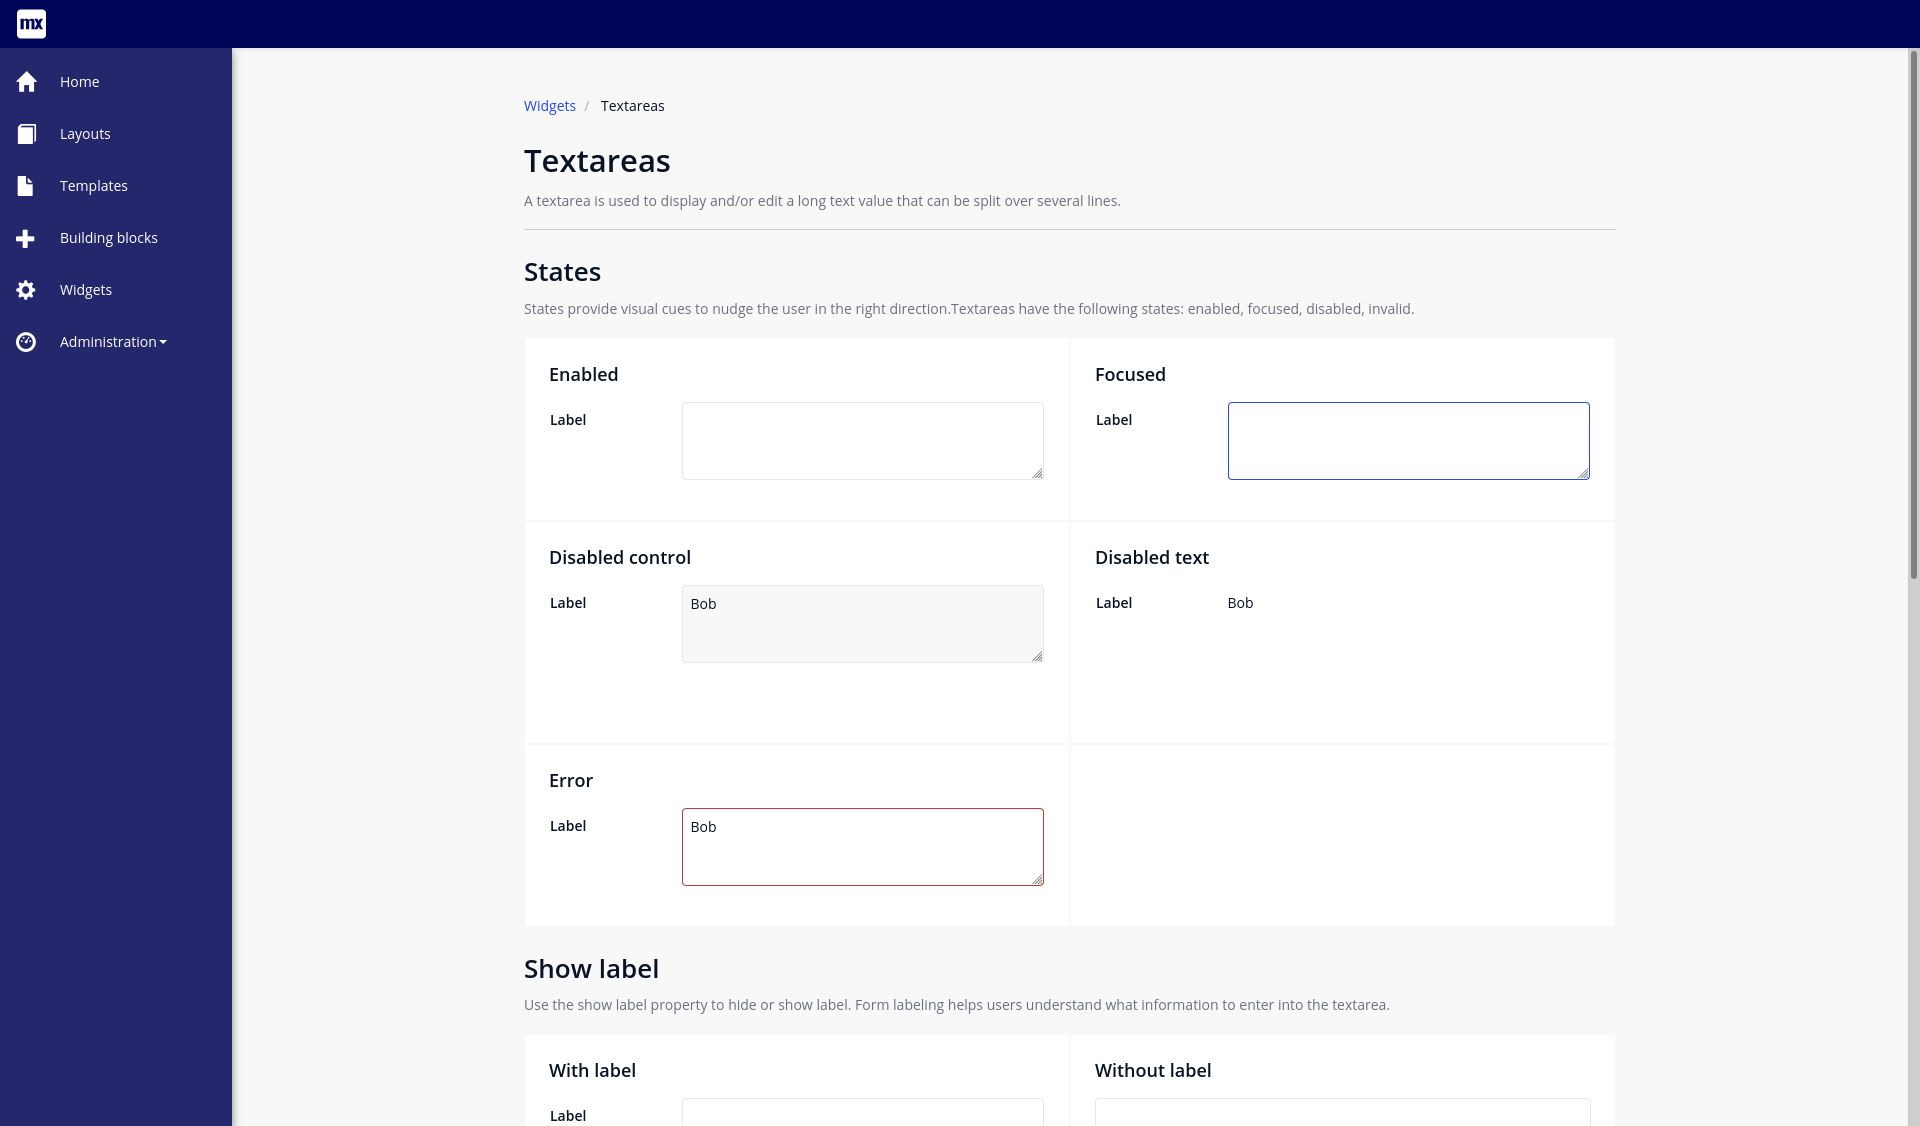 mx
Home
Layouts
Templates
Building blocks
Widgets
Administration
Widgets / Textareas
Textareas
A textarea is used to display and/or edit a long text value that can be split over several lines.
States
States provide visual cues to nudge the user in the right direction.Textareas have the following states: enabled, focused, disabled, invalid.
Enabled
Label
Focused
Label
Disabled control
Label
Bob
Disabled text
Label
Bob
Error
Label
Bob
Show label
Use the show label property to hide or show label. Form labeling helps users understand what information to enter into the textarea.
With label
Label
Without label